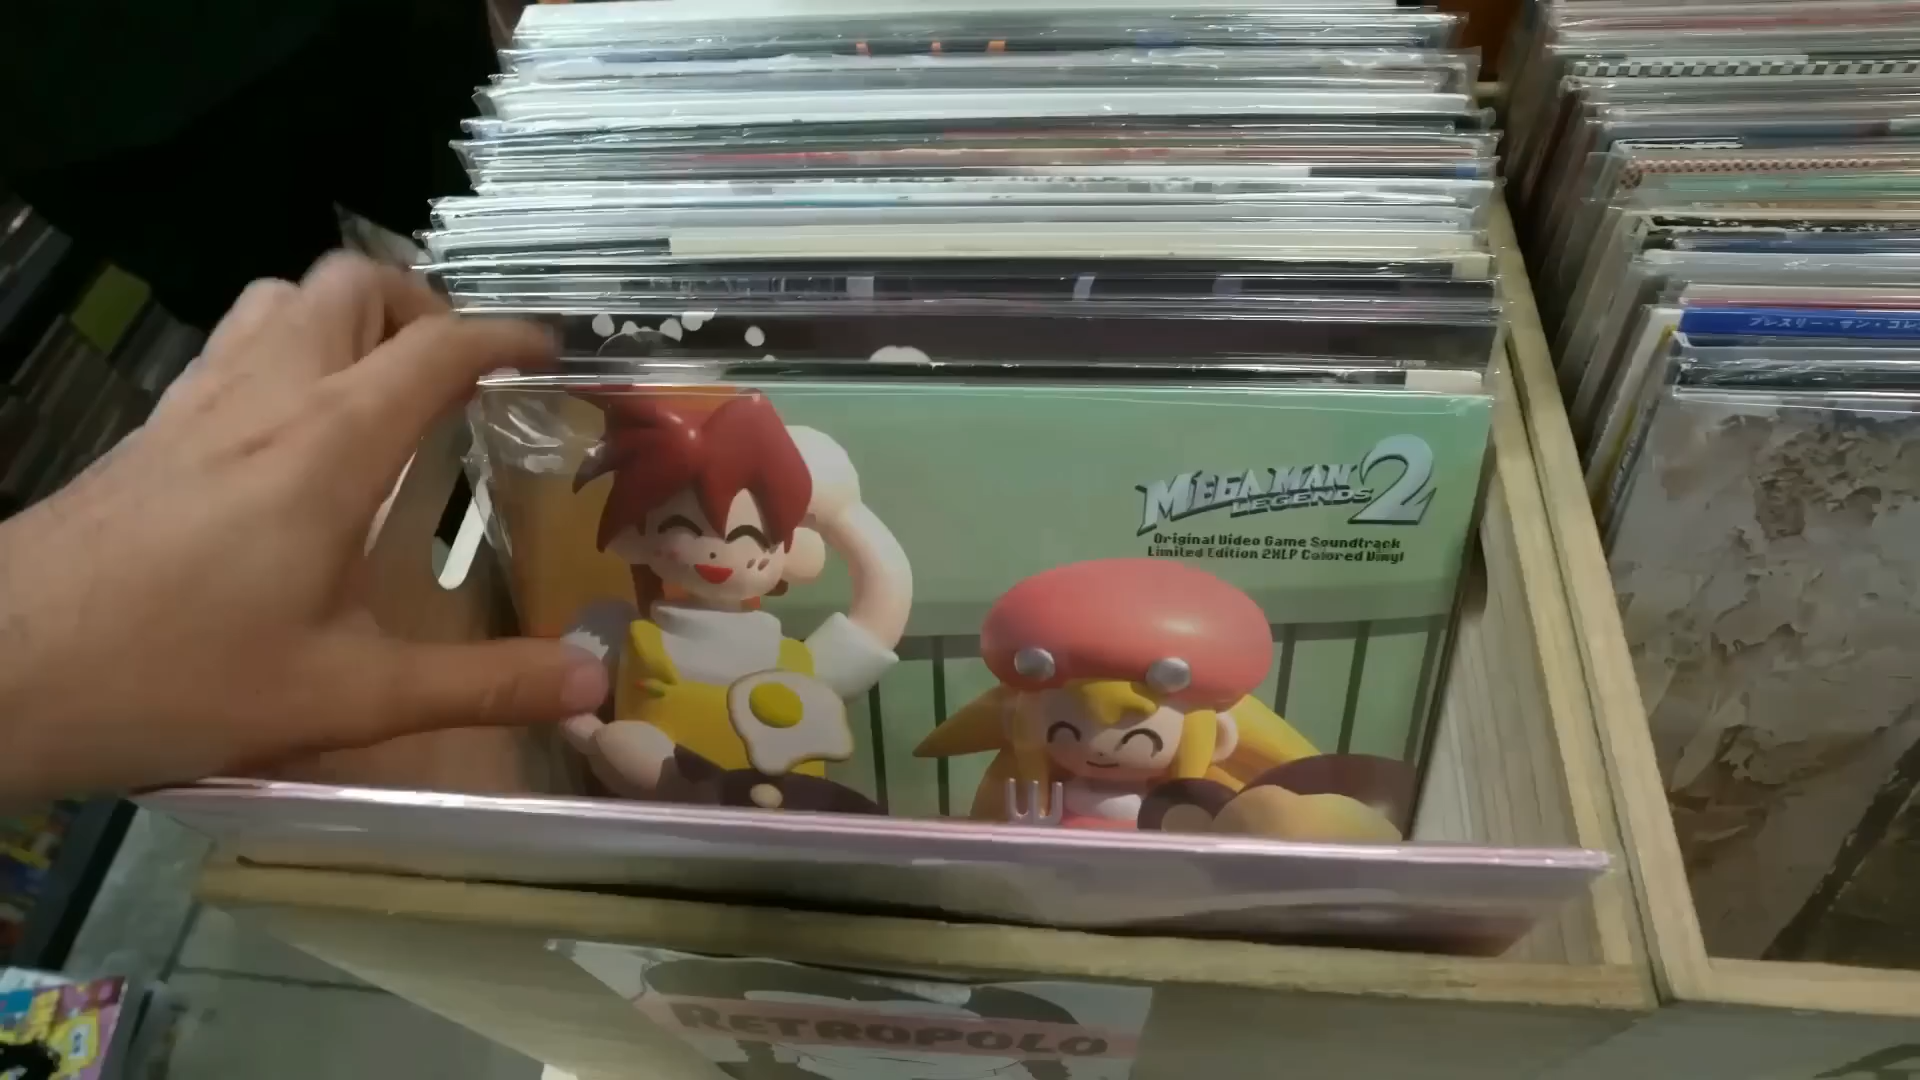 MEGA MAN
LEGENDS 2
Original Video Game Soundtrack
Limited Edition 2XLP Colored Vinyl
プレスリー・サン・コレ
RETROPOLO